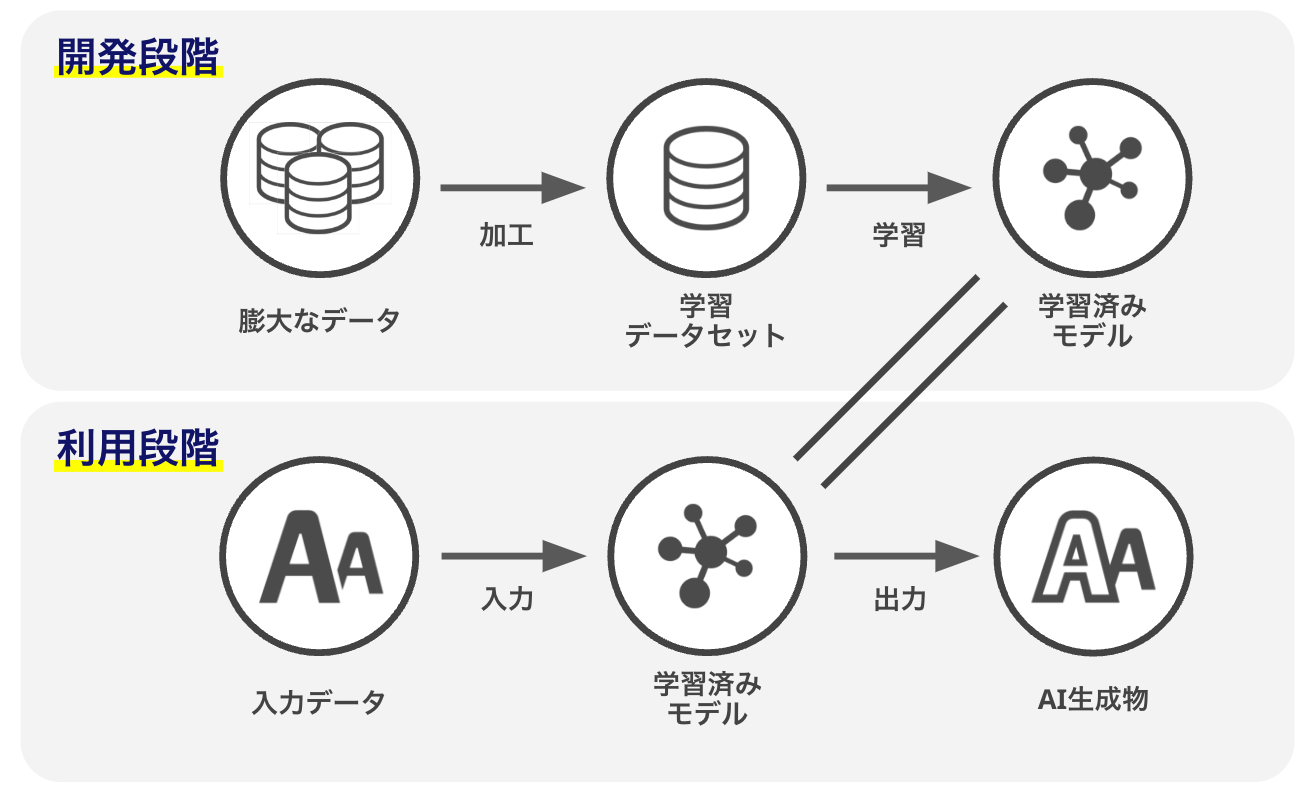 開発段階
加工
学習
膨大なデータ
学習
データセット
学習済み
モデル
利用段階
AA
入力
出力
AA
入力データ
学習済み
モデル
AI生成物